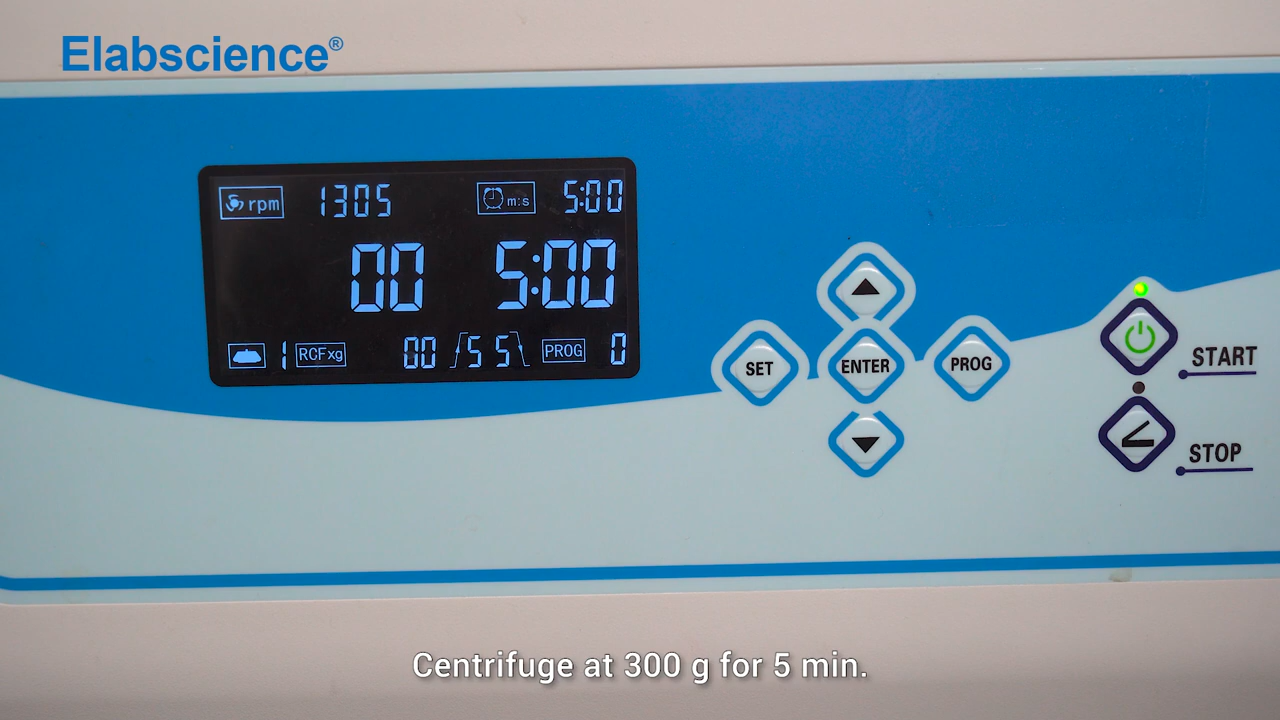 Elabscience®
rpm 1305 m:s 5:00
00 5:00
1 RCFxg 00 5 5 PROG 0
SET ENTER PROG
START
STOP
Centrifuge at 300 g for 5 min.